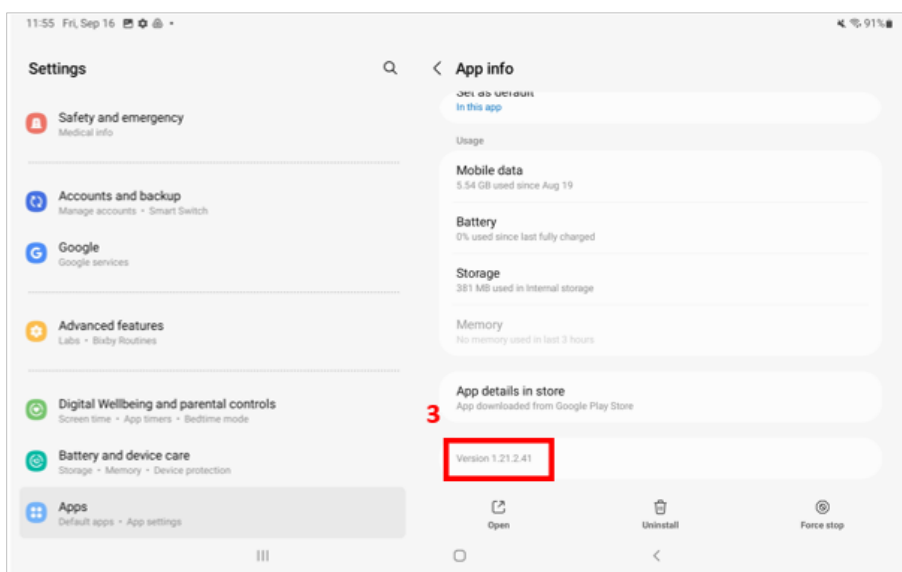 11:55 Fri, Sep 16
91%
Settings
Safety and emergency
Medical info
Accounts and backup
Manage accounts • Smart Switch
Google
Google services
Advanced features
Labs • Bixby Routines
Digital Wellbeing and parental controls
Screen time • App timers • Bedtime mode
Battery and device care
Storage • Memory • Device protection
Apps
Default apps • App settings
App info
Set as default
In this app
Usage
Mobile data
5.54 GB used since Aug 19
Battery
0% used since last fully charged
Storage
381 MB used in Internal storage
Memory
No memory used in last 3 hours
App details in store
App downloaded from Google Play Store
3
Version 1.21.2.41
Open
Uninstall
Force stop